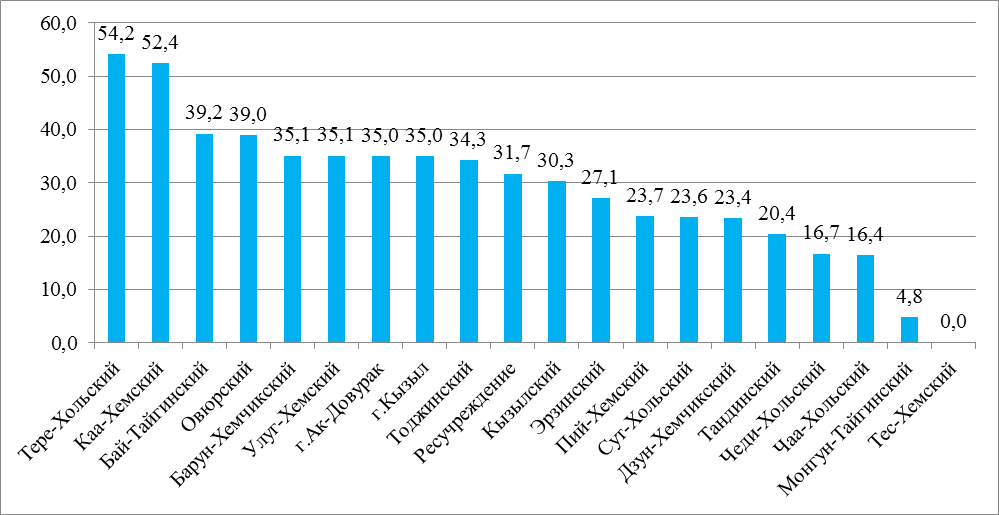 60,0
50,0
40,0
30,0
20,0
10,0
0,0
54,2
52,4
39,2
39,0
35,1
35,1
35,0
35,0
34,3
31,7
30,3
27,1
23,7
23,6
23,4
20,4
16,7
16,4
4,8
0,0
Тере-Хольский
Каа-Хемский
Бай-Тайгинский
Овюрский
Барун-Хемчикский
Улуг-Хемский
г.Ак-Довурак
г.Кызыл
Тоджинский
Ресучреждение
Кызылский
Эрзинский
Пий-Хемский
Сут-Хольский
Дзун-Хемчикский
Тандинский
Чеди-Хольский
Чаа-Хольский
Монгун-Тайгинский
Тес-Хемский